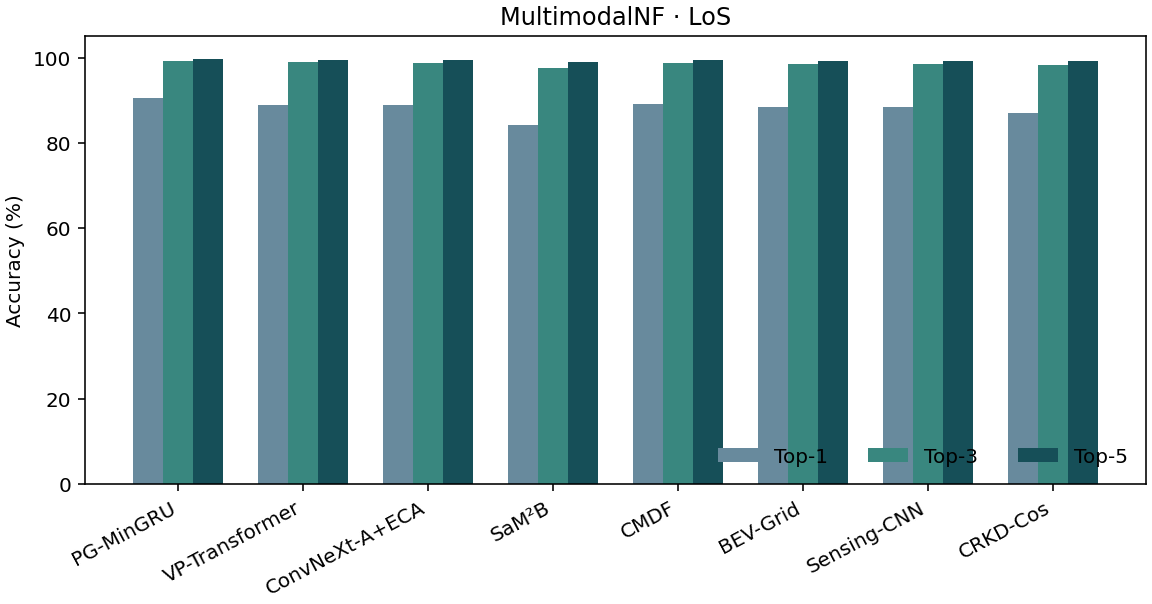 MultimodalNF · LoS
Accuracy (%)
100
80
60
40
20
0
Top-1 Top-3 Top-5
PG-MinGRU
VP-Transformer
ConvNeXt-A+ECA
SaM²B
CMDF
BEV-Grid
Sensing-CNN
CRKD-Cos